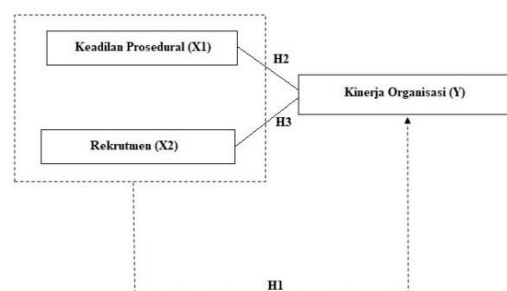 Keadilan Prosedural (X1)
H2
Kinerja Organisasi (Y)
H3
Rekrutmen (X2)
H1